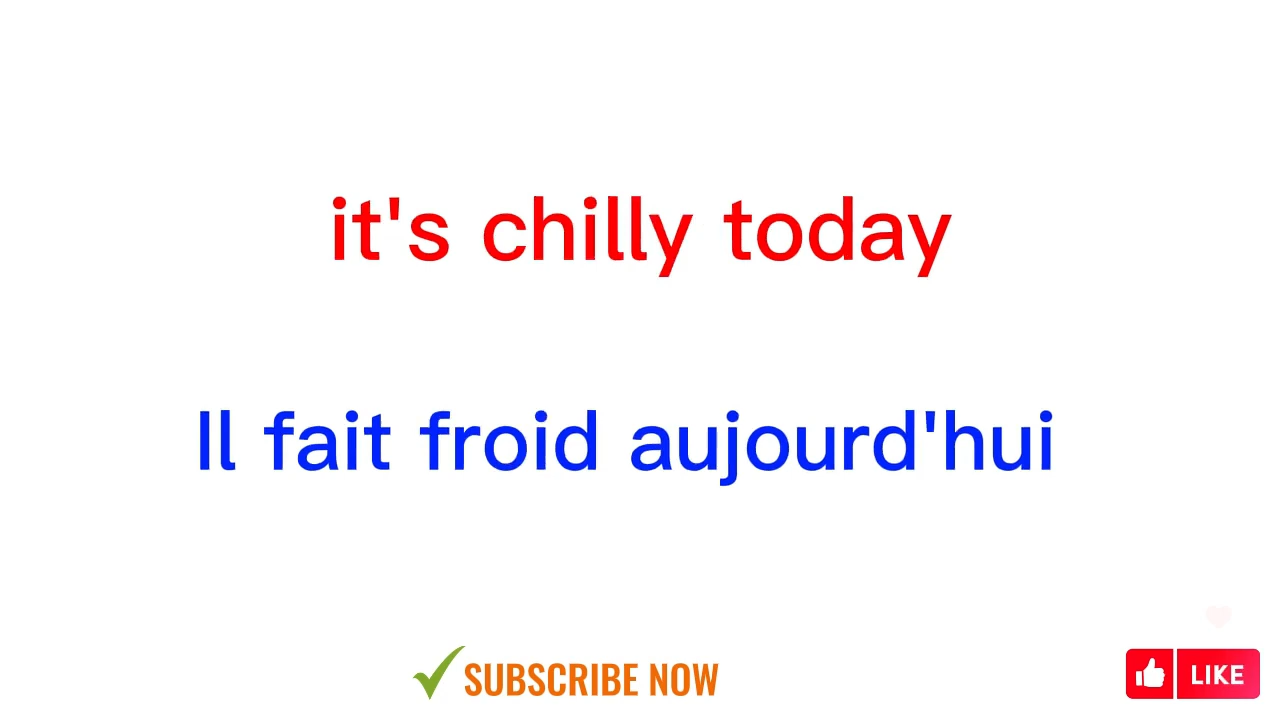 it's chilly today
Il fait froid aujourd'hui
SUBSCRIBE NOW
LIKE